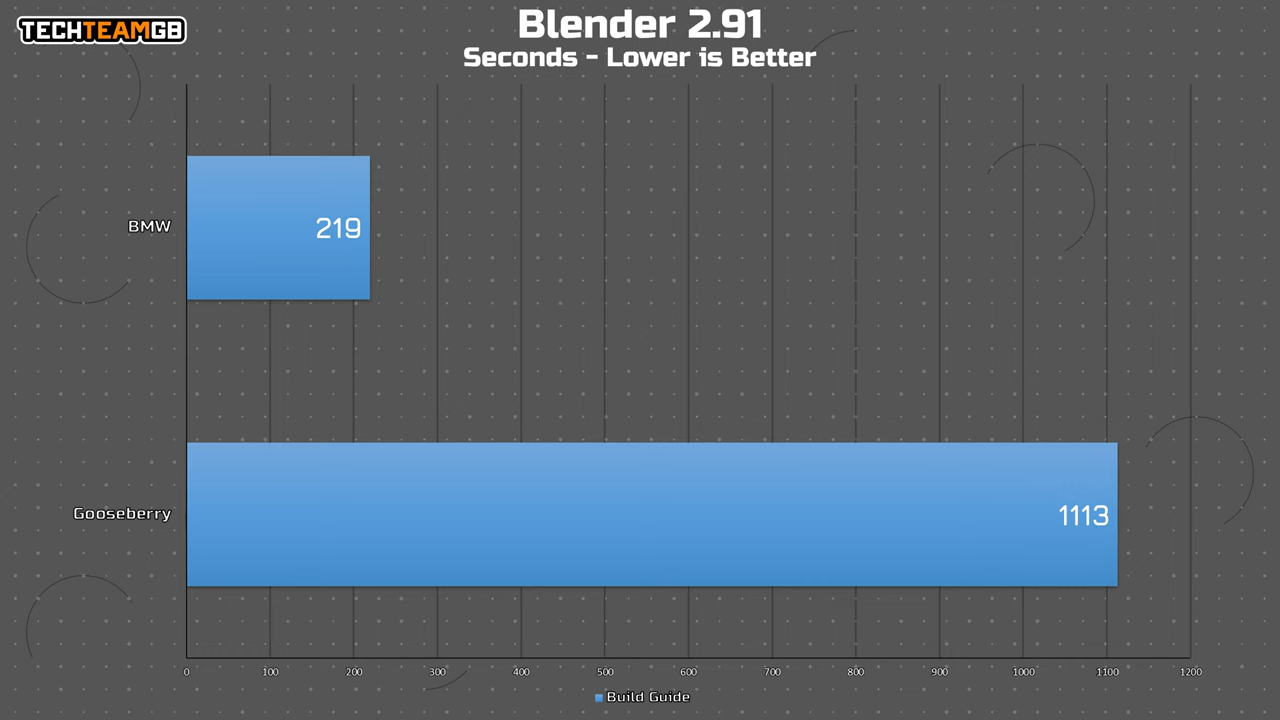 TECHTEAMGB
Blender 2.91
Seconds - Lower is Better
BMW
219
Gooseberry
1113
0 100 200 300 400 500 600 700 800 900 1000 1100 1200
Build Guide